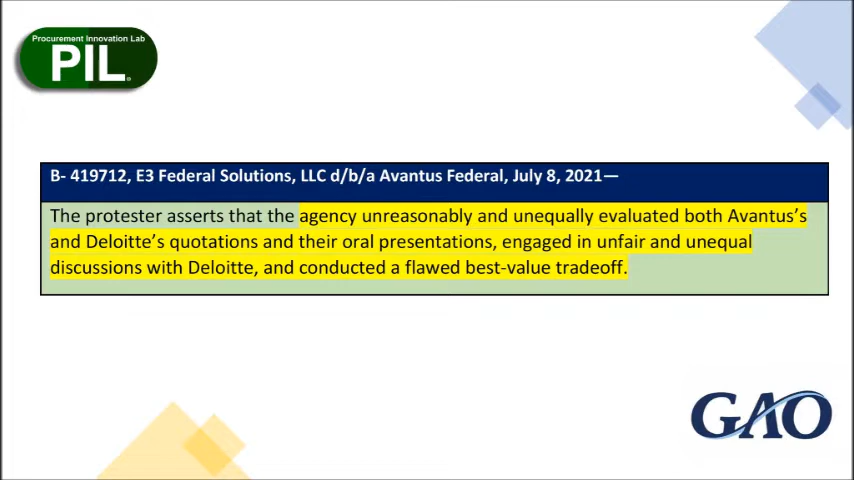 Procurement Innovation Lab
PIL®
B- 419712, E3 Federal Solutions, LLC d/b/a Avantus Federal, July 8, 2021—
The protester asserts that the agency unreasonably and unequally evaluated both Avantus's
and Deloitte's quotations and their oral presentations, engaged in unfair and unequal
discussions with Deloitte, and conducted a flawed best-value tradeoff.
GAO